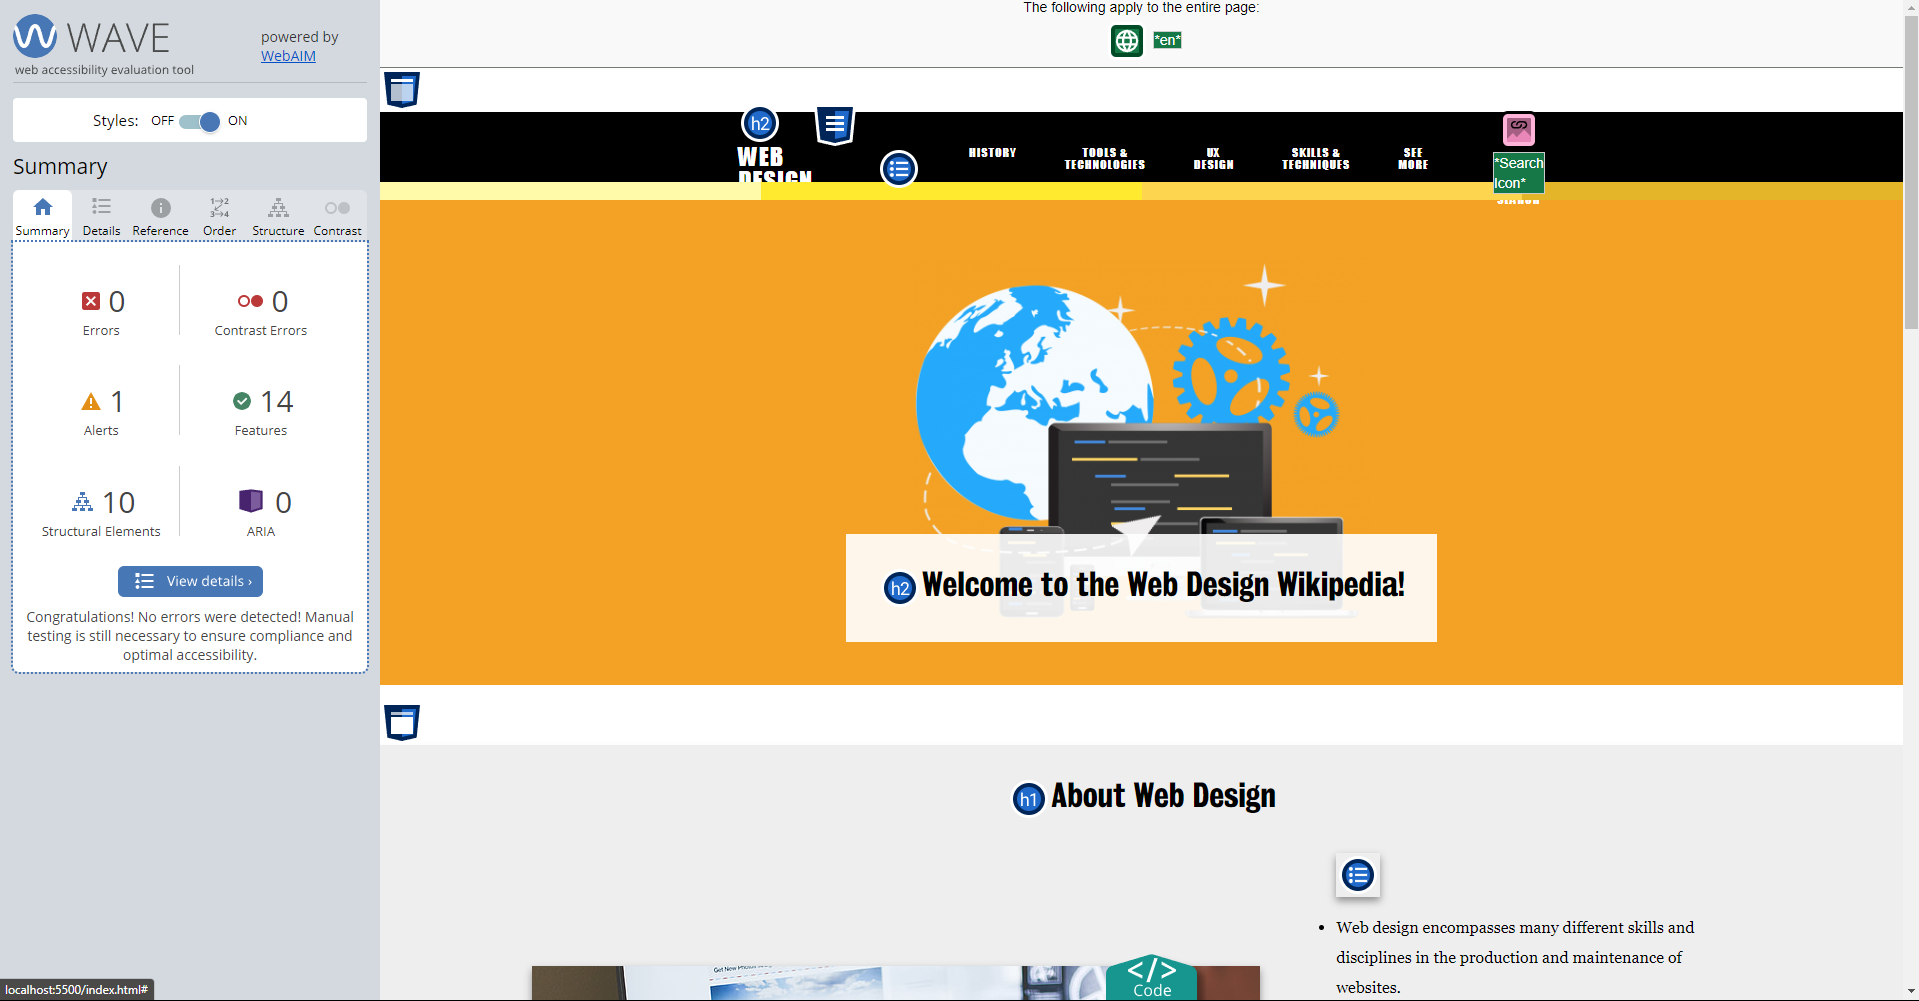 WAVE
powered by
WebAIM
web accessibility evaluation tool
Styles: OFF ON
Summary
Summary Details Reference Order Structure Contrast
0
Errors
0
Contrast Errors
1
Alerts
14
Features
10
Structural Elements
0
ARIA
View details ›
Congratulations! No errors were detected! Manual
testing is still necessary to ensure compliance and
optimal accessibility.
localhost:5500/index.html#
The following apply to the entire page:
*en*
h2
WEB
DESIGN
HISTORY
TOOLS &
TECHNOLOGIES
UX
DESIGN
SKILLS &
TECHNIQUES
SEE
MORE
*Search
Icon*
SEARCH
h2 Welcome to the Web Design Wikipedia!
h1 About Web Design
• Web design encompasses many different skills and
disciplines in the production and maintenance of
websites.
</>
Code